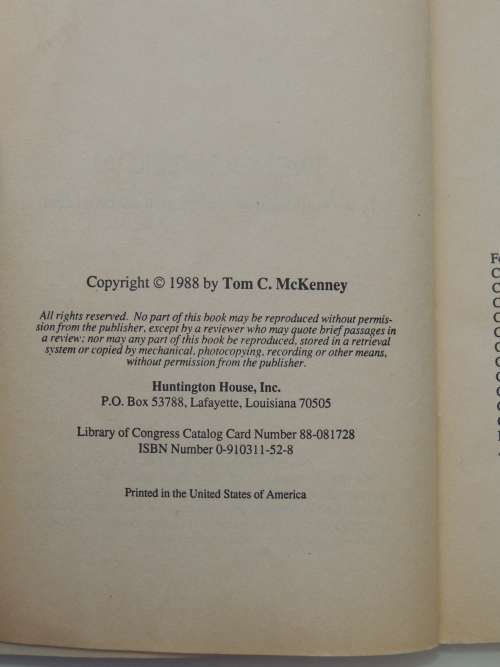 Copyright © 1988 by Tom C. McKenney
All rights reserved. No part of this book may be reproduced without permis-
sion from the publisher, except by a reviewer who may quote brief passages in
a review; nor may any part of this book be reproduced, stored in a retrieval
system or copied by mechanical, photocopying, recording or other means,
without permission from the publisher.
Huntington House, Inc.
P.O. Box 53788, Lafayette, Louisiana 70505
Library of Congress Catalog Card Number 88-081728
ISBN Number 0-910311-52-8
Printed in the United States of America